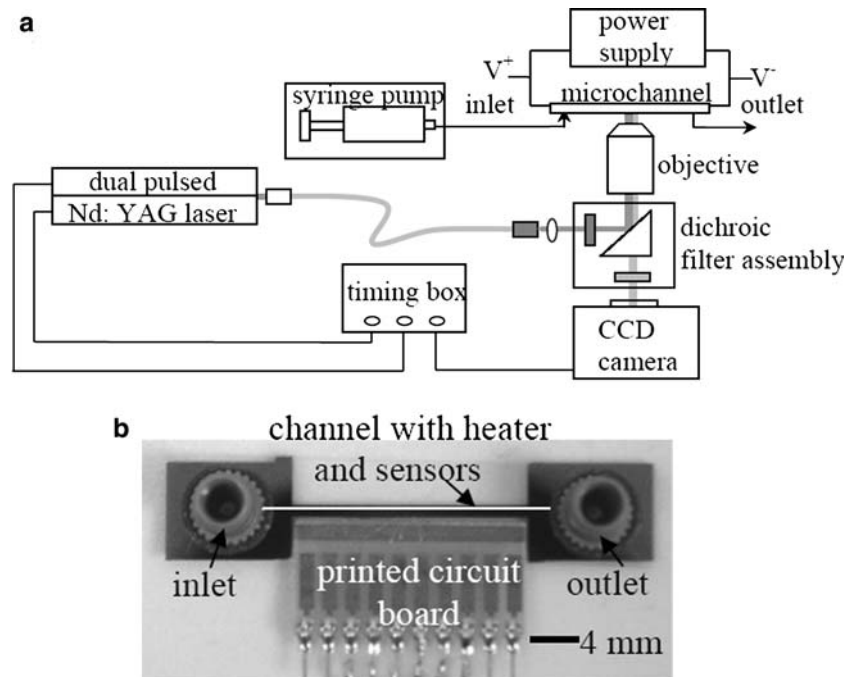 a
power
supply
V+
V-
syringe pump
inlet
microchannel
outlet
objective
dual pulsed
Nd: YAG laser
dichroic
filter assembly
timing box
CCD
camera
b
channel with heater
and sensors
inlet
printed circuit
board
outlet
4 mm